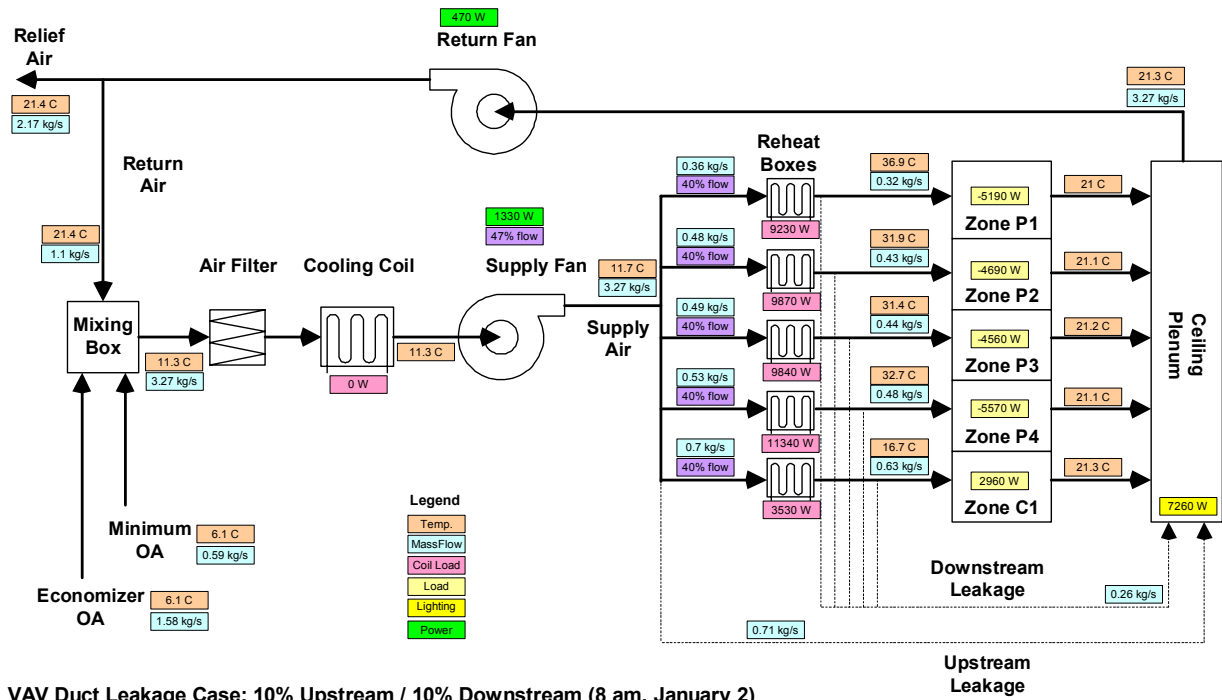 470 W
Return Fan
Relief
Air
21.4 C
2.17 kg/s
21.3 C
3.27 kg/s
Return
Air
Reheat
Boxes
0.36 kg/s
40% flow
36.9 C
0.32 kg/s
21 C
-5190 W
Zone P1
9230 W
1330 W
47% flow
21.4 C
1.1 kg/s
Air Filter
Cooling Coil
Supply Fan
11.7 C
3.27 kg/s
0.48 kg/s
40% flow
31.9 C
0.43 kg/s
21.1 C
-4690 W
Zone P2
9870 W
Mixing
Box
11.3 C
3.27 kg/s
0 W
11.3 C
Supply
Air
0.49 kg/s
40% flow
31.4 C
0.44 kg/s
21.2 C
-4560 W
Zone P3
9840 W
Ceiling
Plenum
0.53 kg/s
40% flow
32.7 C
0.48 kg/s
21.1 C
-5570 W
Zone P4
11340 W
0.7 kg/s
40% flow
16.7 C
0.63 kg/s
21.3 C
2960 W
Zone C1
3530 W
7260 W
Minimum
OA
6.1 C
0.59 kg/s
Economizer
OA
6.1 C
1.58 kg/s
Legend
Temp.
MassFlow
Coil Load
Load
Lighting
Power
Downstream
Leakage
0.26 kg/s
0.71 kg/s
Upstream
Leakage
VAV Duct Leakage Case: 10% Upstream / 10% Downstream (8 am, January 2)